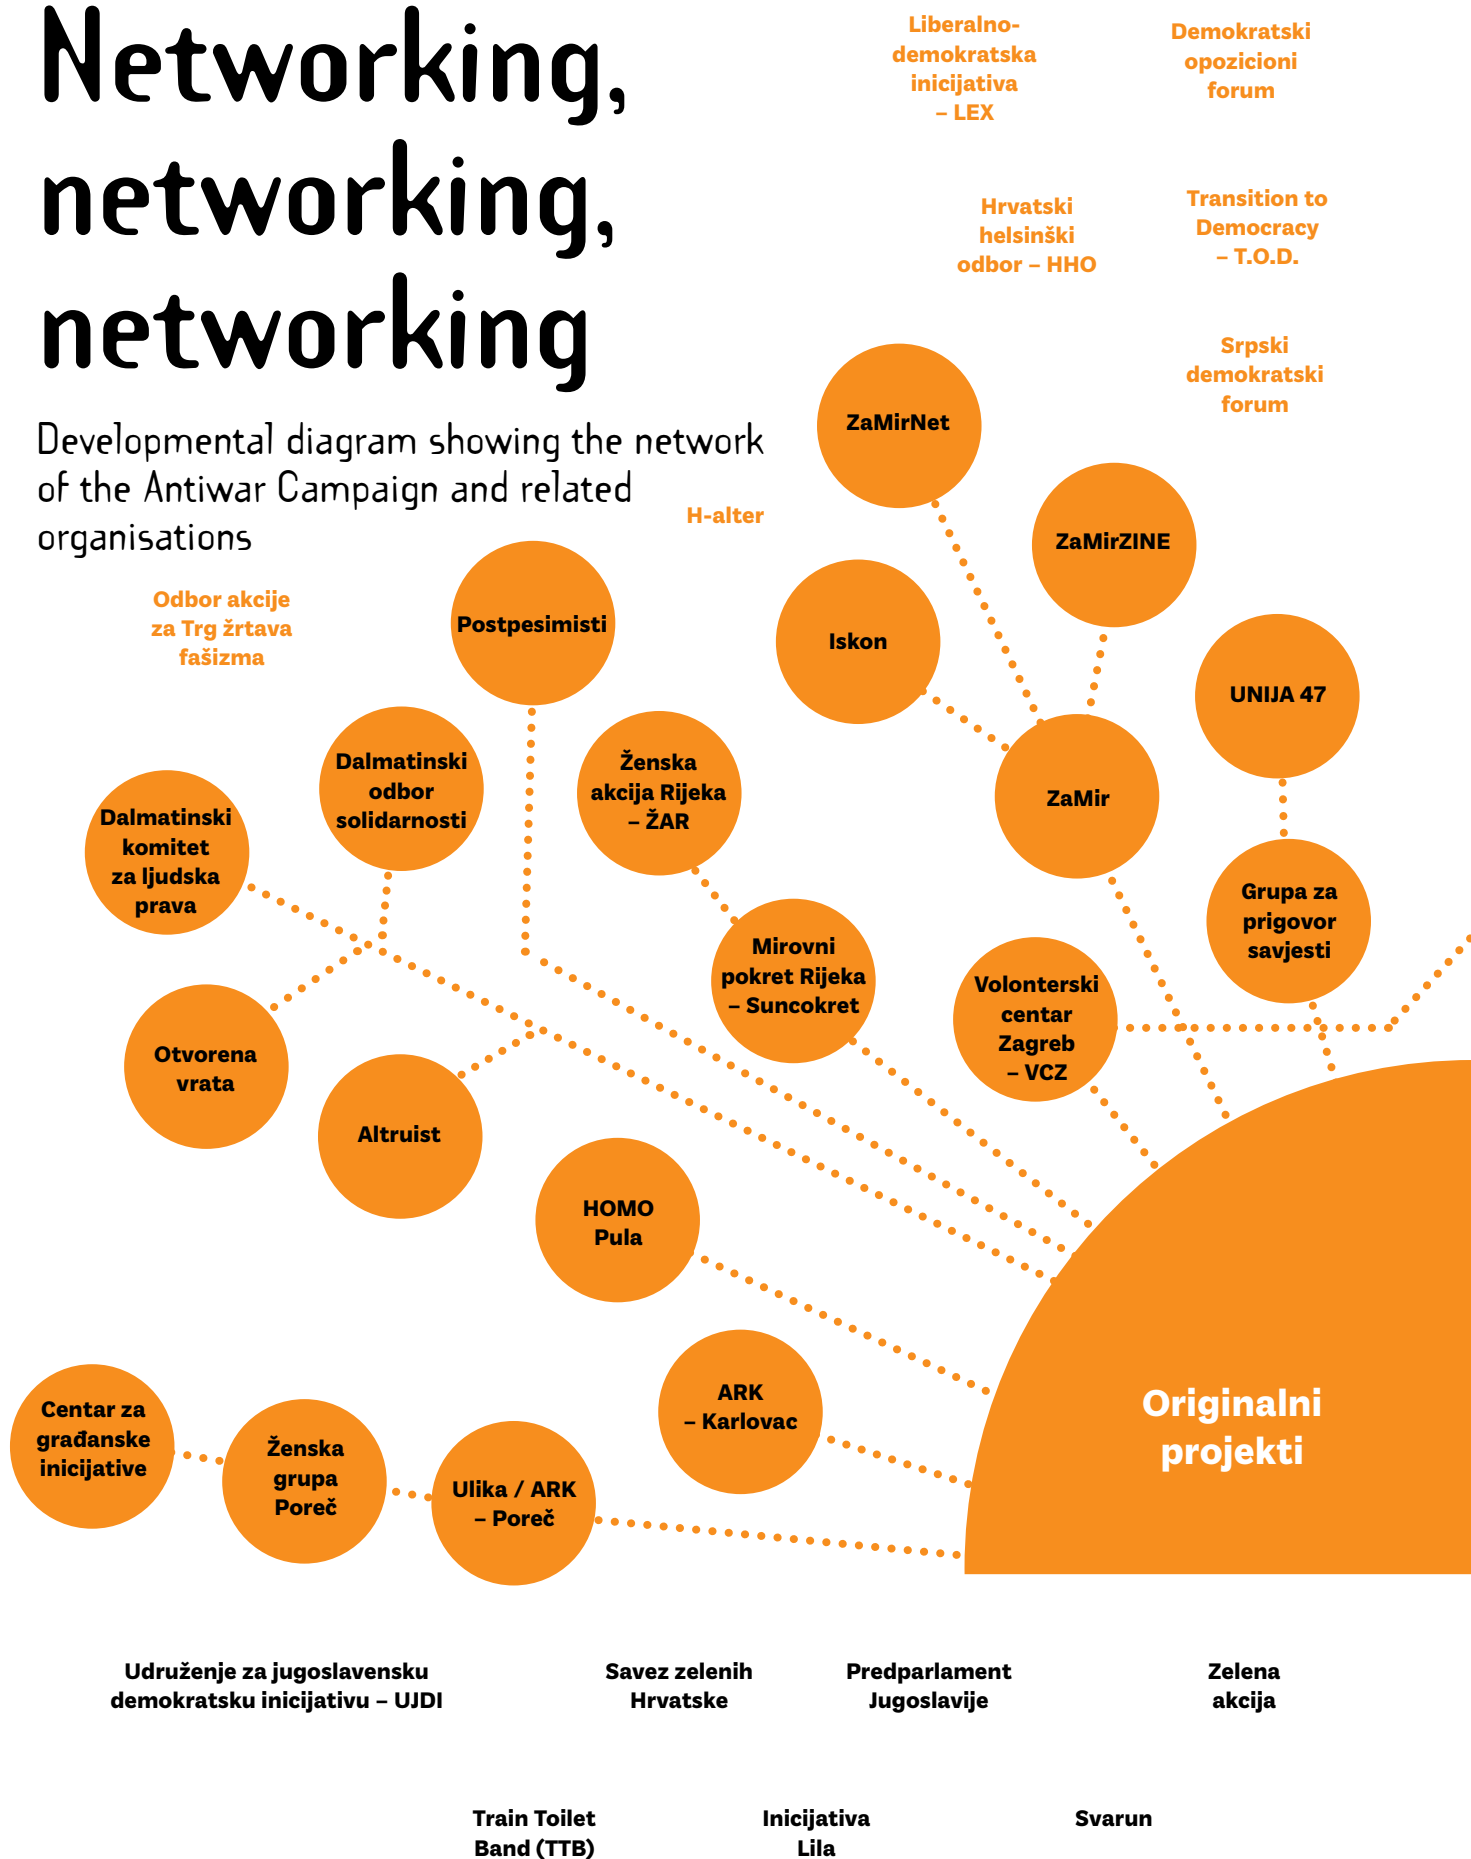 Networking,
networking,
networking
Developmental diagram showing the network
of the Antiwar Campaign and related
organisations
Liberalno-
demokratska
inicijativa
– LEX
Demokratski
opozicioni
forum
Hrvatski
helsinški
odbor – HHO
Transition to
Democracy
– T.O.D.
Srpski
demokratski
forum
ZaMirNet
H-alter
ZaMirZINE
Odbor akcije
za Trg žrtava
fašizma
Postpesimisti
Iskon
UNIJA 47
Dalmatinski
odbor
solidarnosti
Ženska
akcija Rijeka
– ŽAR
ZaMir
Dalmatinski
komitet
za ljudska
prava
Grupa za
prigovor
savjesti
Mirovni
pokret Rijeka
– Suncokret
Volonterski
centar
Zagreb
– VCZ
Otvorena
vrata
Altruist
HOMO
Pula
ARK
– Karlovac
Originalni
projekti
Centar za
građanske
inicijative
Ženska
grupa
Poreč
Ulika / ARK
– Poreč
Udruženje za jugoslavensku
demokratsku inicijativu – UJDI
Savez zelenih
Hrvatske
Predparlament
Jugoslavije
Zelena
akcija
Train Toilet
Band (TTB)
Inicijativa
Lila
Svarun